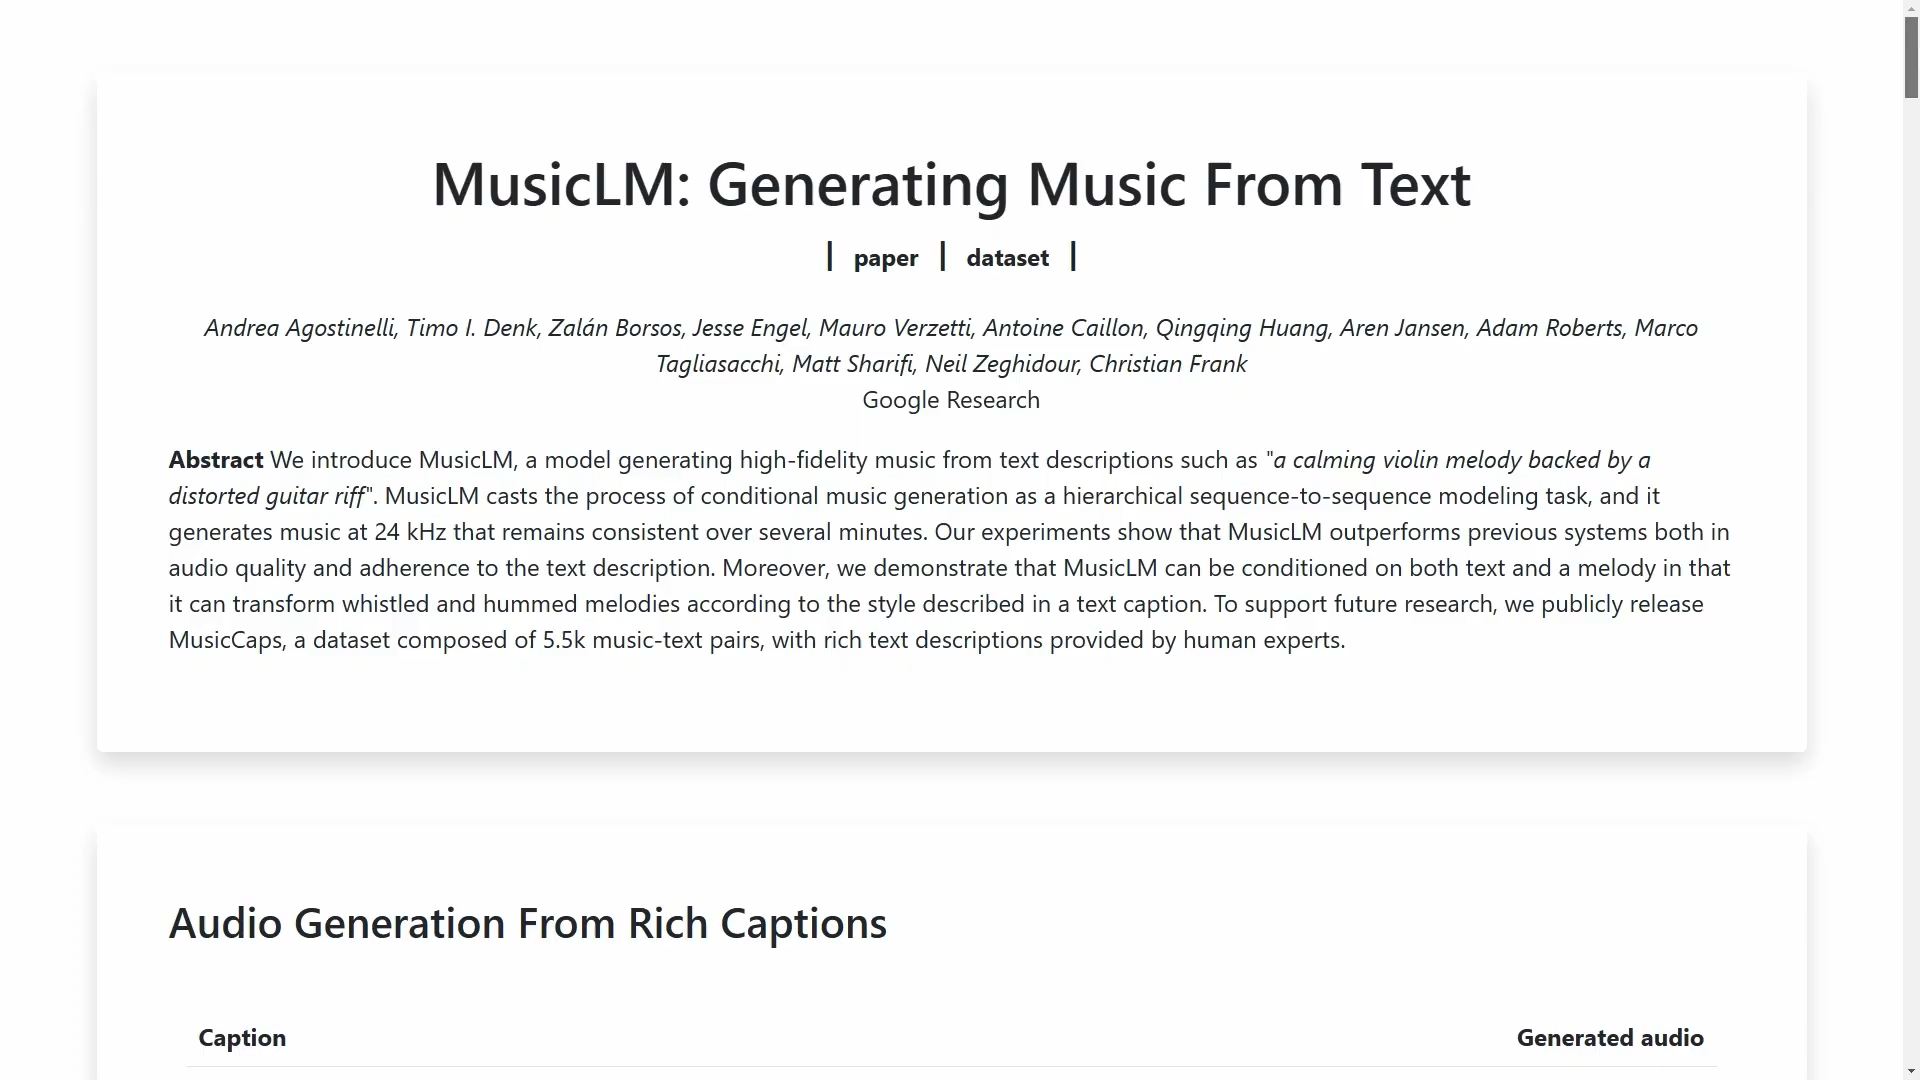 MusicLM: Generating Music From Text
| paper | dataset |
Andrea Agostinelli, Timo I. Denk, Zalán Borsos, Jesse Engel, Mauro Verzetti, Antoine Caillon, Qingqing Huang, Aren Jansen, Adam Roberts, Marco
Tagliasacchi, Matt Sharifi, Neil Zeghidour, Christian Frank
Google Research
Abstract We introduce MusicLM, a model generating high-fidelity music from text descriptions such as "a calming violin melody backed by a
distorted guitar riff". MusicLM casts the process of conditional music generation as a hierarchical sequence-to-sequence modeling task, and it
generates music at 24 kHz that remains consistent over several minutes. Our experiments show that MusicLM outperforms previous systems both in
audio quality and adherence to the text description. Moreover, we demonstrate that MusicLM can be conditioned on both text and a melody in that
it can transform whistled and hummed melodies according to the style described in a text caption. To support future research, we publicly release
MusicCaps, a dataset composed of 5.5k music-text pairs, with rich text descriptions provided by human experts.
Audio Generation From Rich Captions
Caption Generated audio